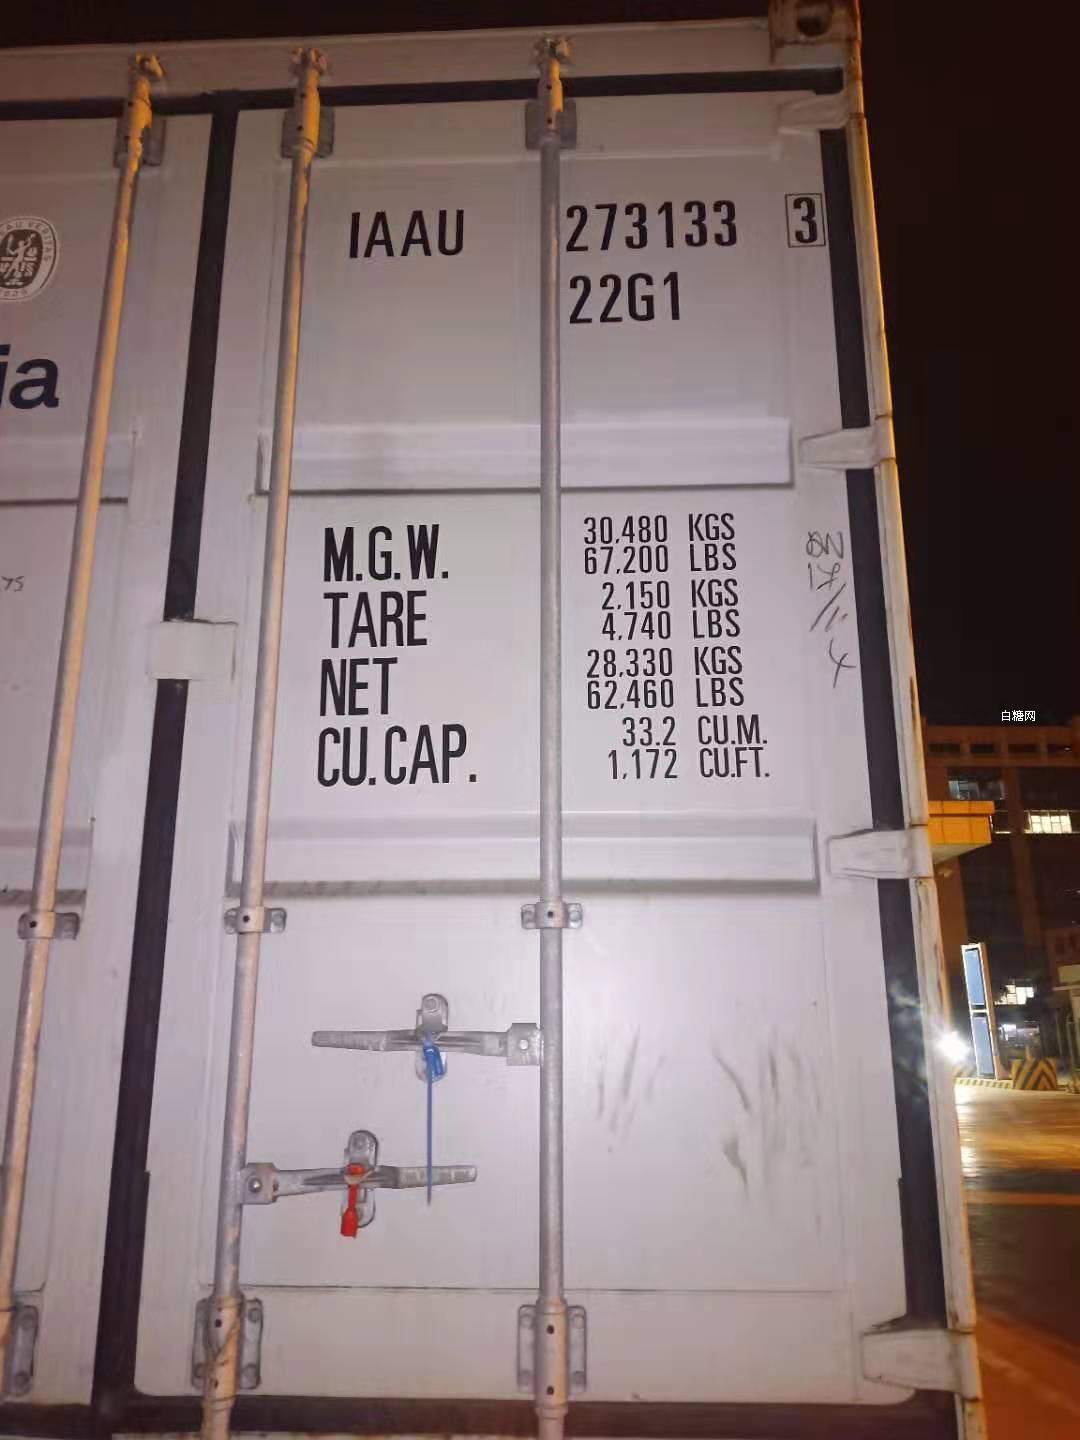 IAAU 273133 3
22G1
ia
M.G.W. 30,480 KGS
67,200 LBS
TARE 2,150 KGS
4,740 LBS
NET 28,330 KGS
62,460 LBS
CU.CAP. 33.2 CU.M.
1,172 CU.FT.
白糖网